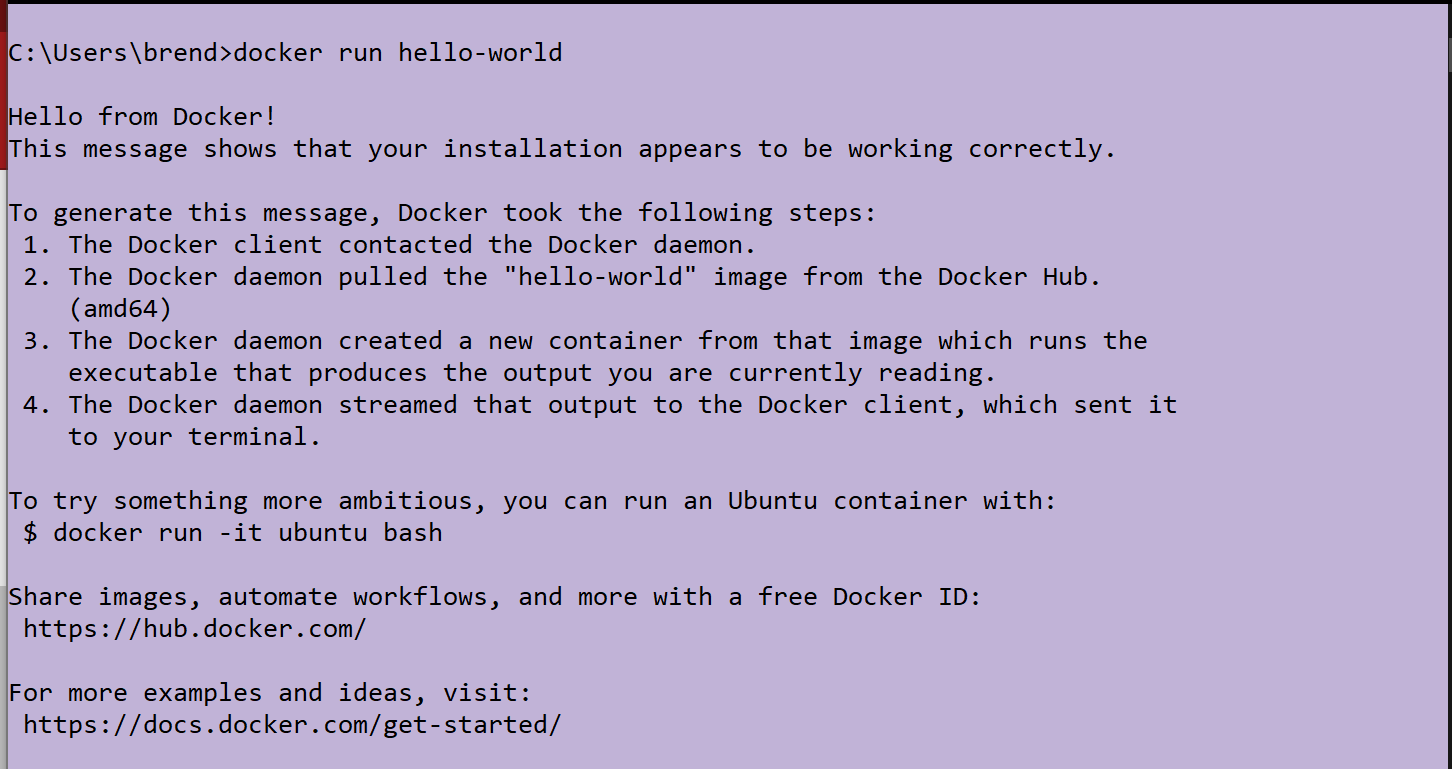 C:\Users\brend>docker run hello-world
Hello from Docker!
This message shows that your installation appears to be working correctly.
To generate this message, Docker took the following steps:
1. The Docker client contacted the Docker daemon.
2. The Docker daemon pulled the "hello-world" image from the Docker Hub.
(amd64)
3. The Docker daemon created a new container from that image which runs the
executable that produces the output you are currently reading.
4. The Docker daemon streamed that output to the Docker client, which sent it
to your terminal.
To try something more ambitious, you can run an Ubuntu container with:
$ docker run -it ubuntu bash
Share images, automate workflows, and more with a free Docker ID:
https://hub.docker.com/
For more examples and ideas, visit:
https://docs.docker.com/get-started/